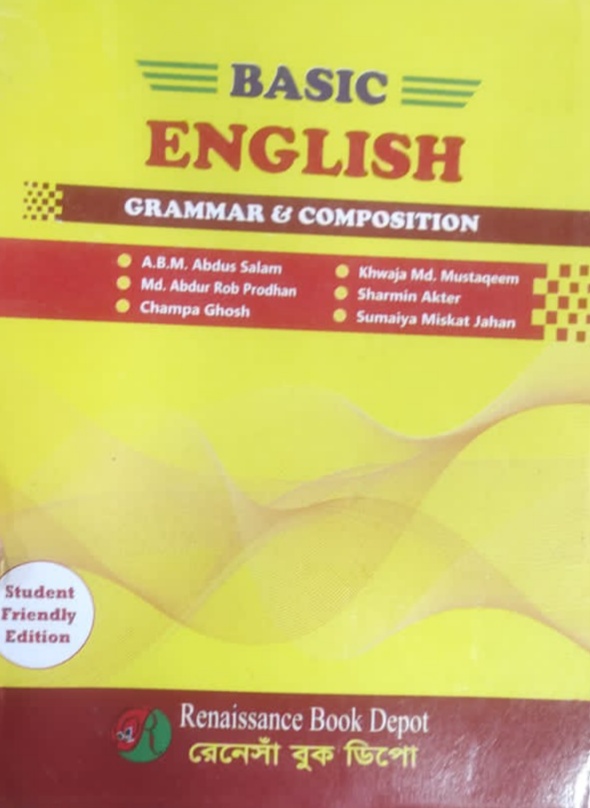 BASIC
ENGLISH
GRAMMAR & COMPOSITION
A.B.M. Abdus Salam
Md. Abdur Rob Prodhan
Champa Ghosh
Khwaja Md. Mustaqeem
Sharmin Akter
Sumaiya Miskat Jahan
Student
Friendly
Edition
Renaissance Book Depot
রেনেসাঁ বুক ডিপো